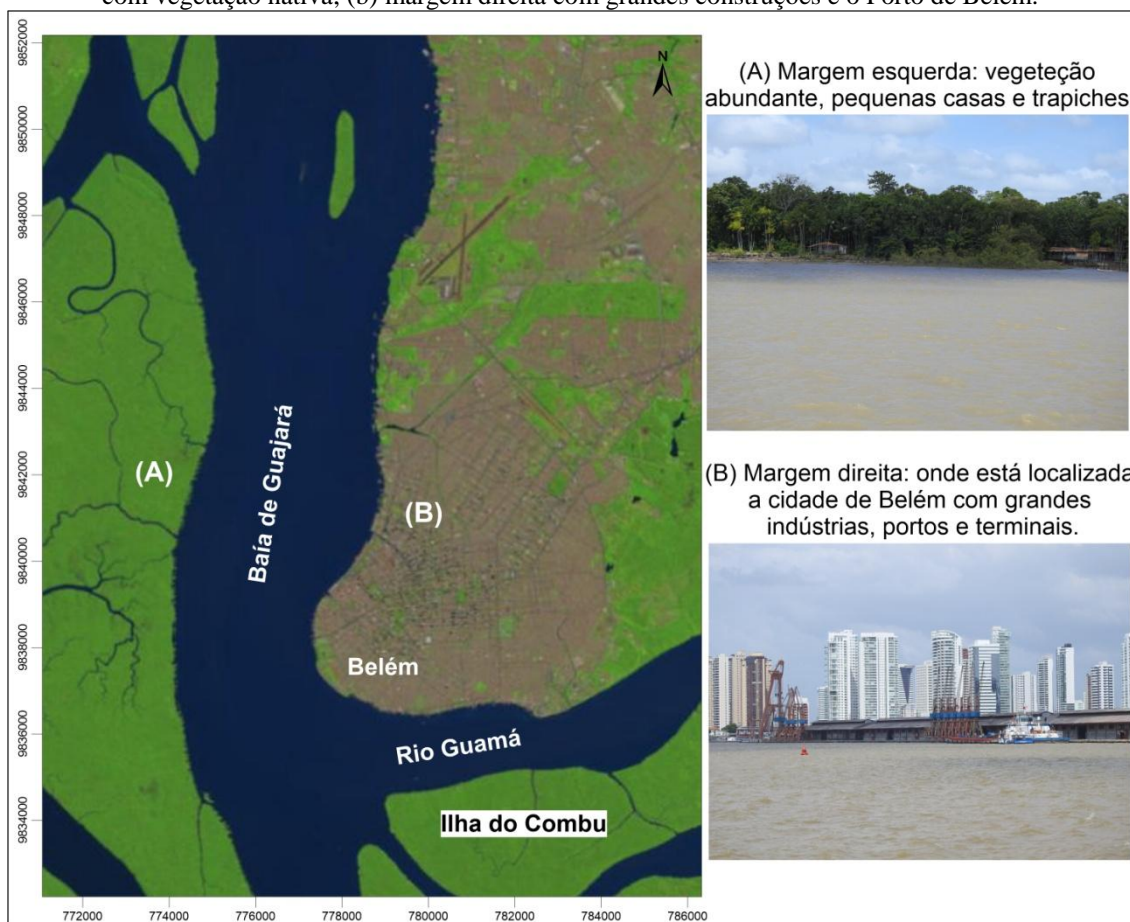 com vegetação nativa; (b) margem direita com grandes construções e o Porto de Belém.
9852000
9850000
9848000
9846000
9844000
9842000
9840000
9838000
9836000
9834000
N
(A)
Baía de Guajará
(B)
Belém
Rio Guamá
Ilha do Combu
772000 774000 776000 778000 780000 782000 784000 786000
(A) Margem esquerda: vegeteção
abundante, pequenas casas e trapiches
(B) Margem direita: onde está localizada
a cidade de Belém com grandes
indústrias, portos e terminais.